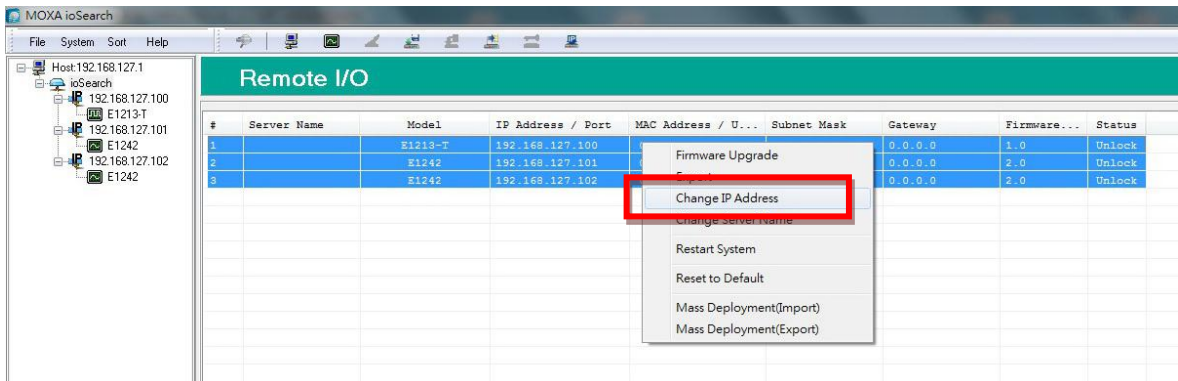 MOXA ioSearch
File System Sort Help
Host:192.168.127.1
ioSearch
192.168.127.100
E1213-T
192.168.127.101
E1242
192.168.127.102
E1242
Remote I/O
# Server Name Model IP Address / Port MAC Address / U... Subnet Mask Gateway Firmware... Status
1 E1213-T 192.168.127.100 0.0.0.0 1.0 Unlock
2 E1242 192.168.127.101 0.0.0.0 2.0 Unlock
3 E1242 192.168.127.102 0.0.0.0 2.0 Unlock
Firmware Upgrade
Export
Change IP Address
Change Server Name
Restart System
Reset to Default
Mass Deployment(Import)
Mass Deployment(Export)